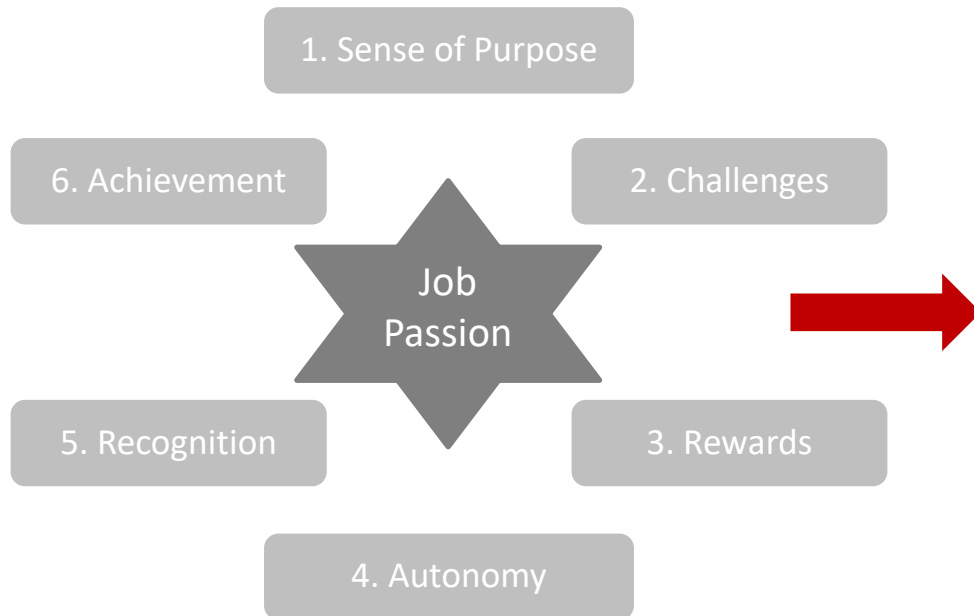 1. Sense of Purpose
6. Achievement
2. Challenges
Job
Passion
5. Recognition
3. Rewards
4. Autonomy